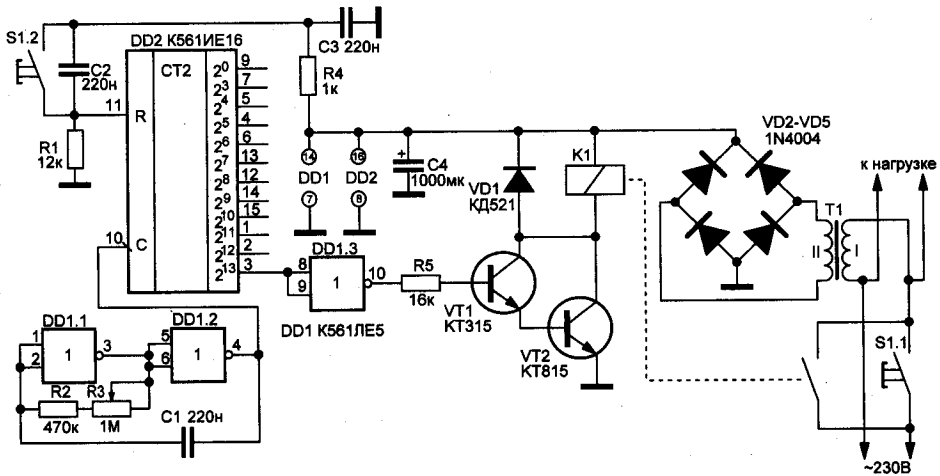 S1.2
C2
220н
11
R1
12к
10
DD2 К561ИЕ16
R
C
CT2
2⁰ 9
2³ 7
2⁴ 5
2⁵ 4
2⁶ 6
2⁷ 13
2⁸ 12
2⁹ 14
2¹⁰ 15
2¹¹ 1
2¹² 2
2¹³ 3
C3 220н
R4
1к
14
DD1
7
16
DD2
8
+
C4
1000мк
VD1
КД521
K1
VD2-VD5
1N4004
к нагрузке
T1
II
I
DD1.3
8
9
1
10
DD1 К561ЛЕ5
R5
16к
VT1
КТ315
VT2
КТ815
DD1.1
1
2
1
3
DD1.2
5
6
1
4
R2
470к
R3
1М
C1 220н
S1.1
~230В